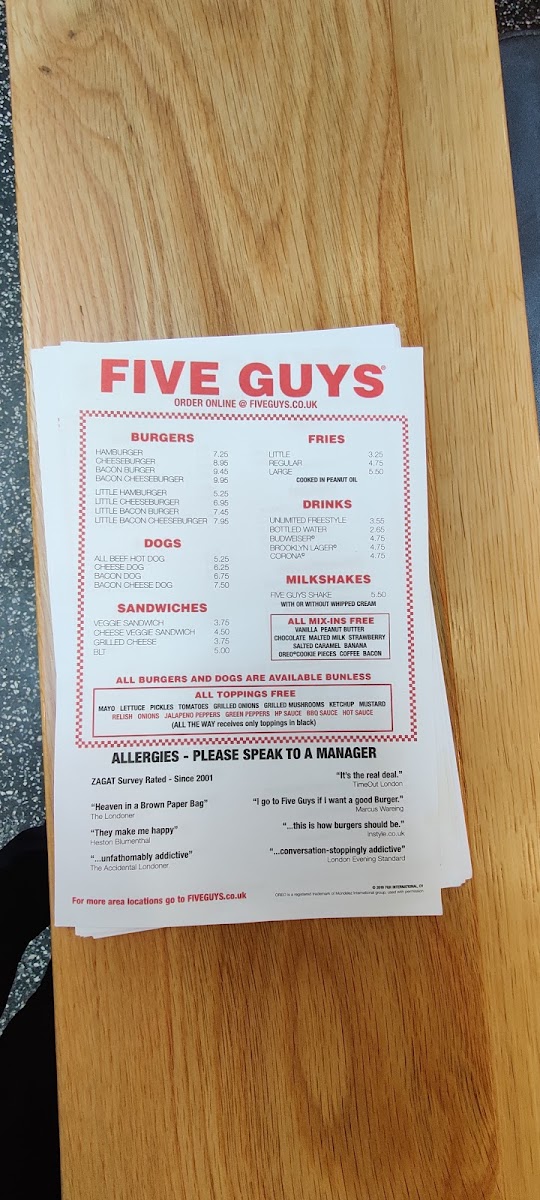 FIVE GUYS®
ORDER ONLINE @ FIVEGUYS.CO.UK
BURGERS
HAMBURGER 7.25
CHEESEBURGER 8.95
BACON BURGER 9.45
BACON CHEESEBURGER 9.95
LITTLE HAMBURGER 5.25
LITTLE CHEESEBURGER 6.95
LITTLE BACON BURGER 7.45
LITTLE BACON CHEESEBURGER 7.95
DOGS
ALL BEEF HOT DOG 5.25
CHEESE DOG 6.25
BACON DOG 6.75
BACON CHEESE DOG 7.50
SANDWICHES
VEGGIE SANDWICH 3.75
CHEESE VEGGIE SANDWICH 4.50
GRILLED CHEESE 3.75
BLT 5.00
FRIES
LITTLE 3.25
REGULAR 4.75
LARGE 5.50
COOKED IN PEANUT OIL
DRINKS
UNLIMITED FREESTYLE 3.55
BOTTLED WATER 2.65
BUDWEISER® 4.75
BROOKLYN LAGER® 4.75
CORONA® 4.75
MILKSHAKES
FIVE GUYS SHAKE 5.50
WITH OR WITHOUT WHIPPED CREAM
ALL MIX-INS FREE
VANILLA PEANUT BUTTER
CHOCOLATE MALTED MILK STRAWBERRY
SALTED CARAMEL BANANA
OREO®COOKIE PIECES COFFEE BACON
ALL BURGERS AND DOGS ARE AVAILABLE BUNLESS
ALL TOPPINGS FREE
MAYO LETTUCE PICKLES TOMATOES GRILLED ONIONS GRILLED MUSHROOMS KETCHUP MUSTARD
RELISH ONIONS JALAPENO PEPPERS GREEN PEPPERS HP SAUCE BBQ SAUCE HOT SAUCE
(ALL THE WAY receives only toppings in black)
ALLERGIES - PLEASE SPEAK TO A MANAGER
ZAGAT Survey Rated - Since 2001
"Heaven in a Brown Paper Bag"
The Londoner
"They make me happy"
Heston Blumenthal
"...unfathomably addictive"
The Accidental Londoner
"It's the real deal."
TimeOut London
"I go to Five Guys if I want a good Burger."
Marcus Wareing
"...this is how burgers should be."
Instyle.co.uk
"...conversation-stoppingly addictive"
London Evening Standard
For more area locations go to FIVEGUYS.co.uk
INTERNATIONAL,
OREO is a registered trademark of Mondelez International group, used with permission